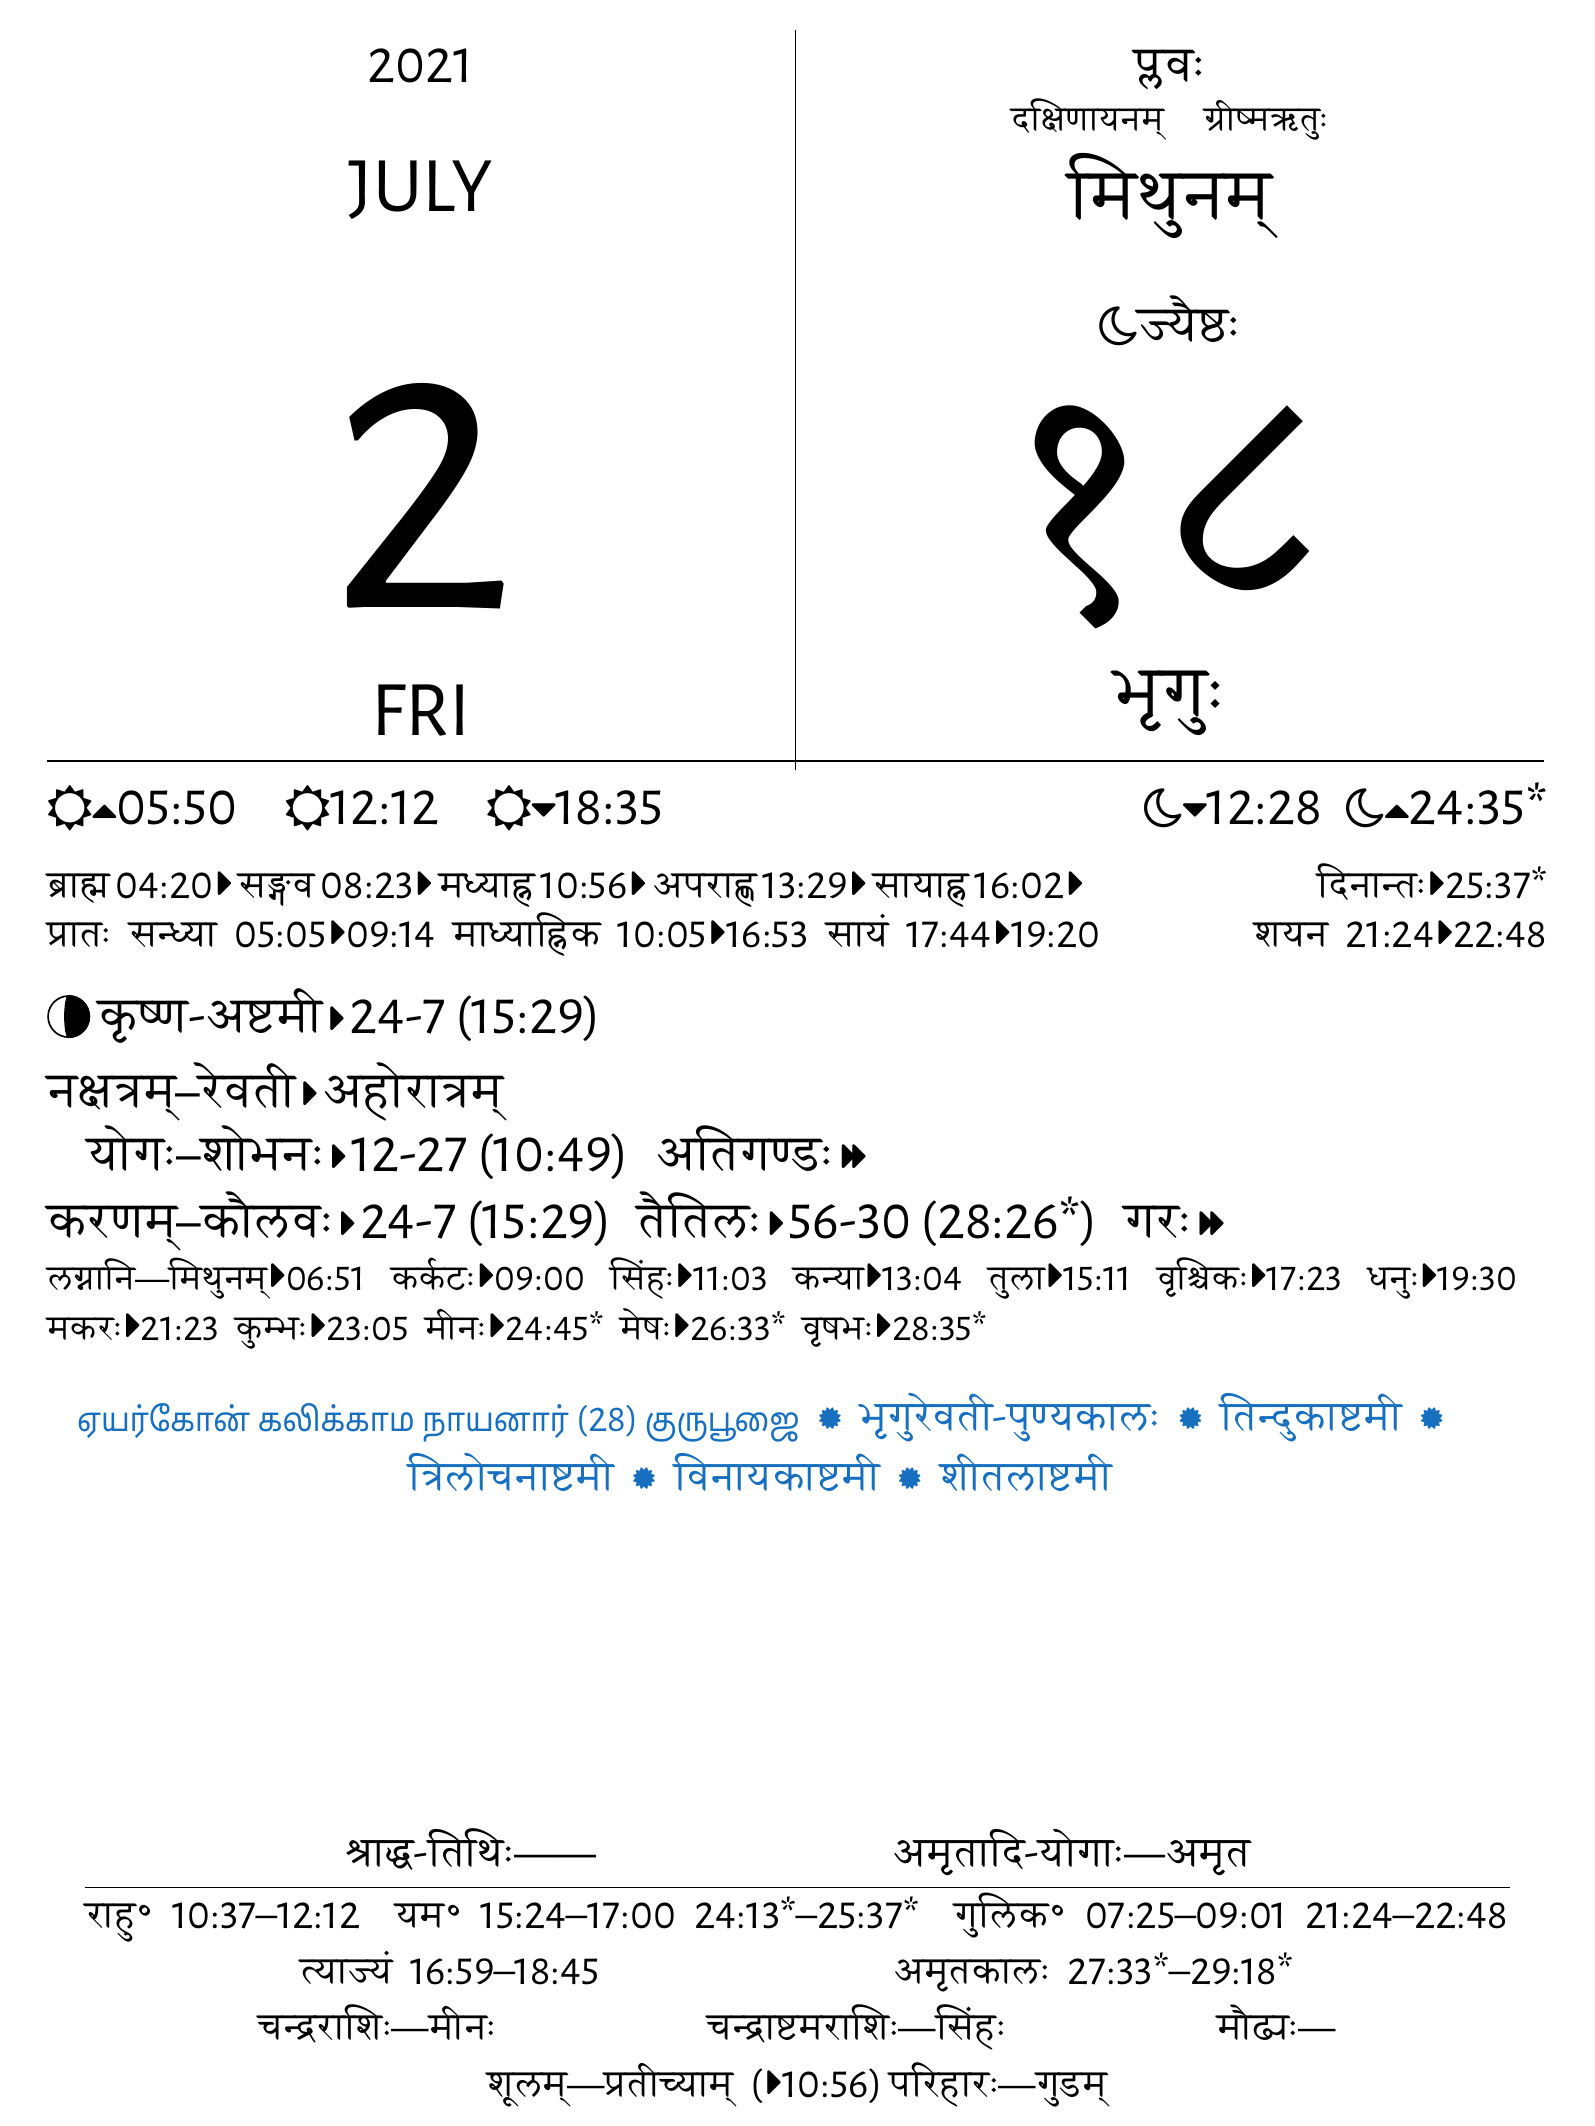 2021
JULY
2
FRI
प्लवः
दक्षिणायनम् ग्रीष्मऋतुः
मिथुनम्
ज्यैष्ठः
१८
भृगुः
05:50 12:12 18:35 12:28 24:35*
ब्राह्म 04:20 सङ्गव 08:23 मध्याह्न 10:56 अपराह्ण 13:29 सायाह्न 16:02 दिनान्तः 25:37*
प्रातः सन्ध्या 05:05 09:14 माध्याह्निक 10:05 16:53 सायं 17:44 19:20 शयन 21:24 22:48
कृष्ण-अष्टमी 24-7 (15:29)
नक्षत्रम्–रेवती अहोरात्रम्
योगः–शोभनः 12-27 (10:49) अतिगण्डः
करणम्–कौलवः 24-7 (15:29) तैतिलः 56-30 (28:26*) गरः
लग्नानि—मिथुनम् 06:51 कर्कटः 09:00 सिंहः 11:03 कन्या 13:04 तुला 15:11 वृश्चिकः 17:23 धनुः 19:30
मकरः 21:23 कुम्भः 23:05 मीनः 24:45* मेषः 26:33* वृषभः 28:35*
ஏயர்கோன் கலிக்காம நாயனார் (28) குருபூஜை ✹ भृगुरेवती-पुण्यकालः ✹ तिन्दुकाष्टमी ✹
त्रिलोचनाष्टमी ✹ विनायकाष्टमी ✹ शीतलाष्टमी
श्राद्ध-तिथिः—— अमृतादि-योगाः—अमृत
राहु॰ 10:37–12:12 यम॰ 15:24–17:00 24:13*–25:37* गुलिक॰ 07:25–09:01 21:24–22:48
त्याज्यं 16:59–18:45 अमृतकालः 27:33*–29:18*
चन्द्रराशिः—मीनः चन्द्राष्टमराशिः—सिंहः मौढ्यः—
शूलम्—प्रतीच्याम् (10:56) परिहारः—गुडम्